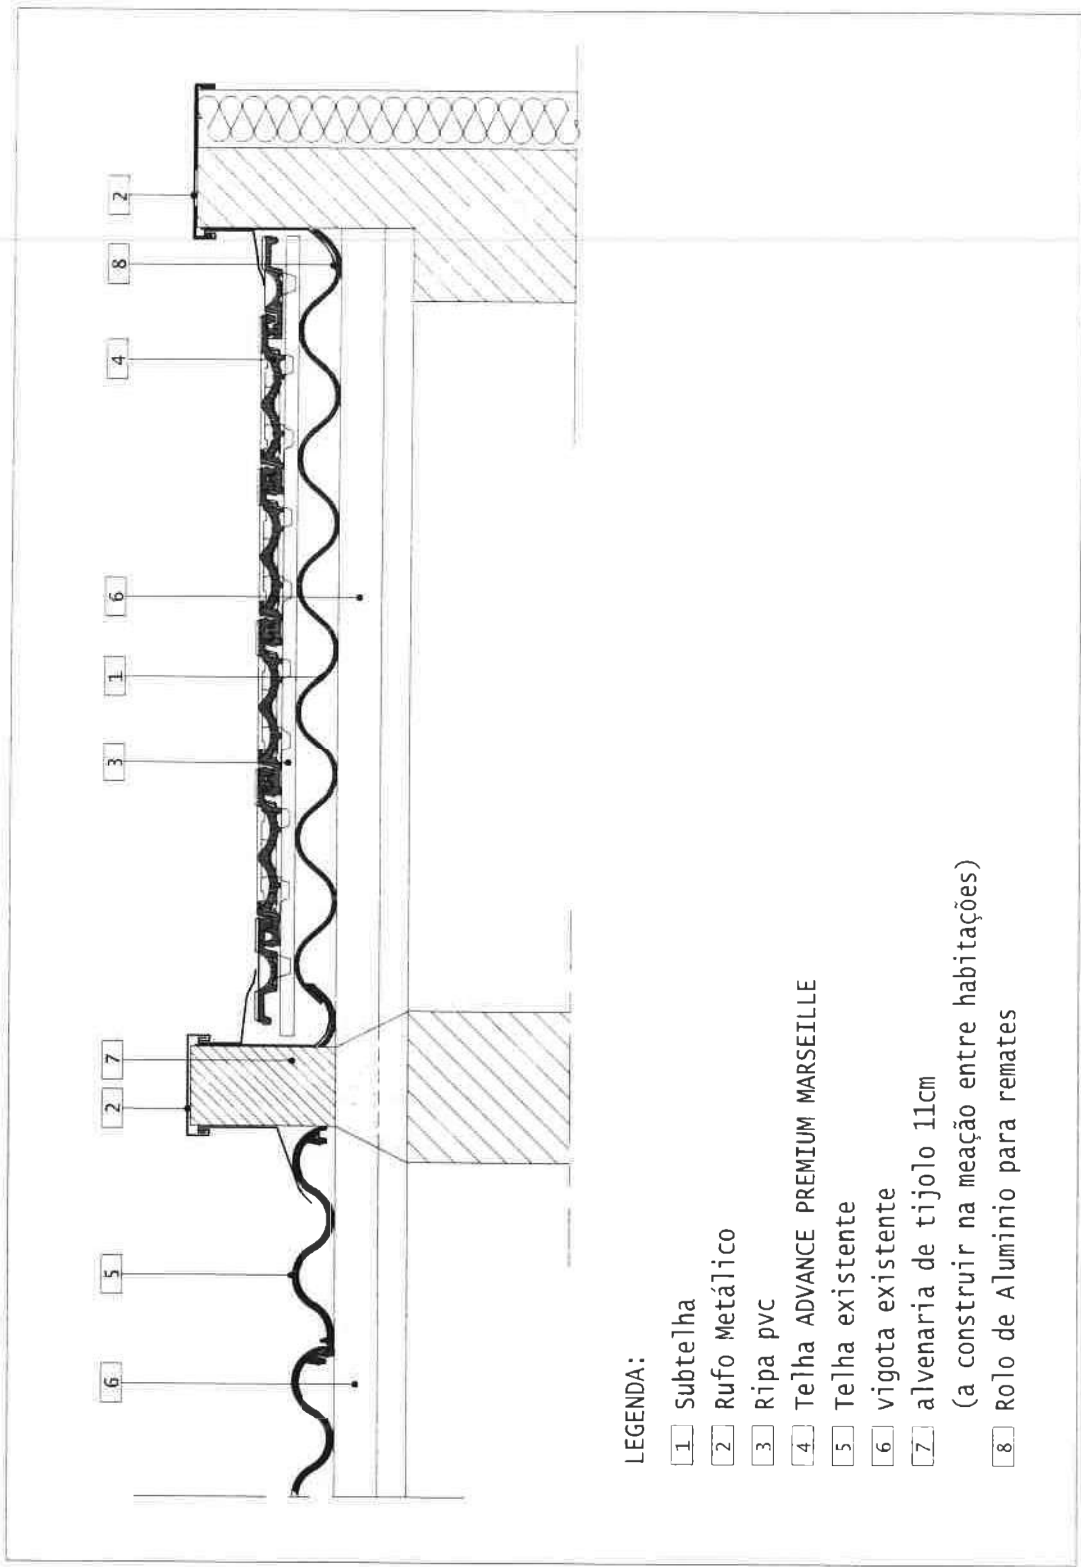 6
5
2
7
3
1
6
4
8
2
LEGENDA:
1 Subtelha
2 Rufo Metálico
3 Ripa pvc
4 Telha ADVANCE PREMIUM MARSEILLE
5 Telha existente
6 vigota existente
7 alvenaria de tijolo 11cm
(a construir na meação entre habitações)
8 Rolo de Aluminio para remates